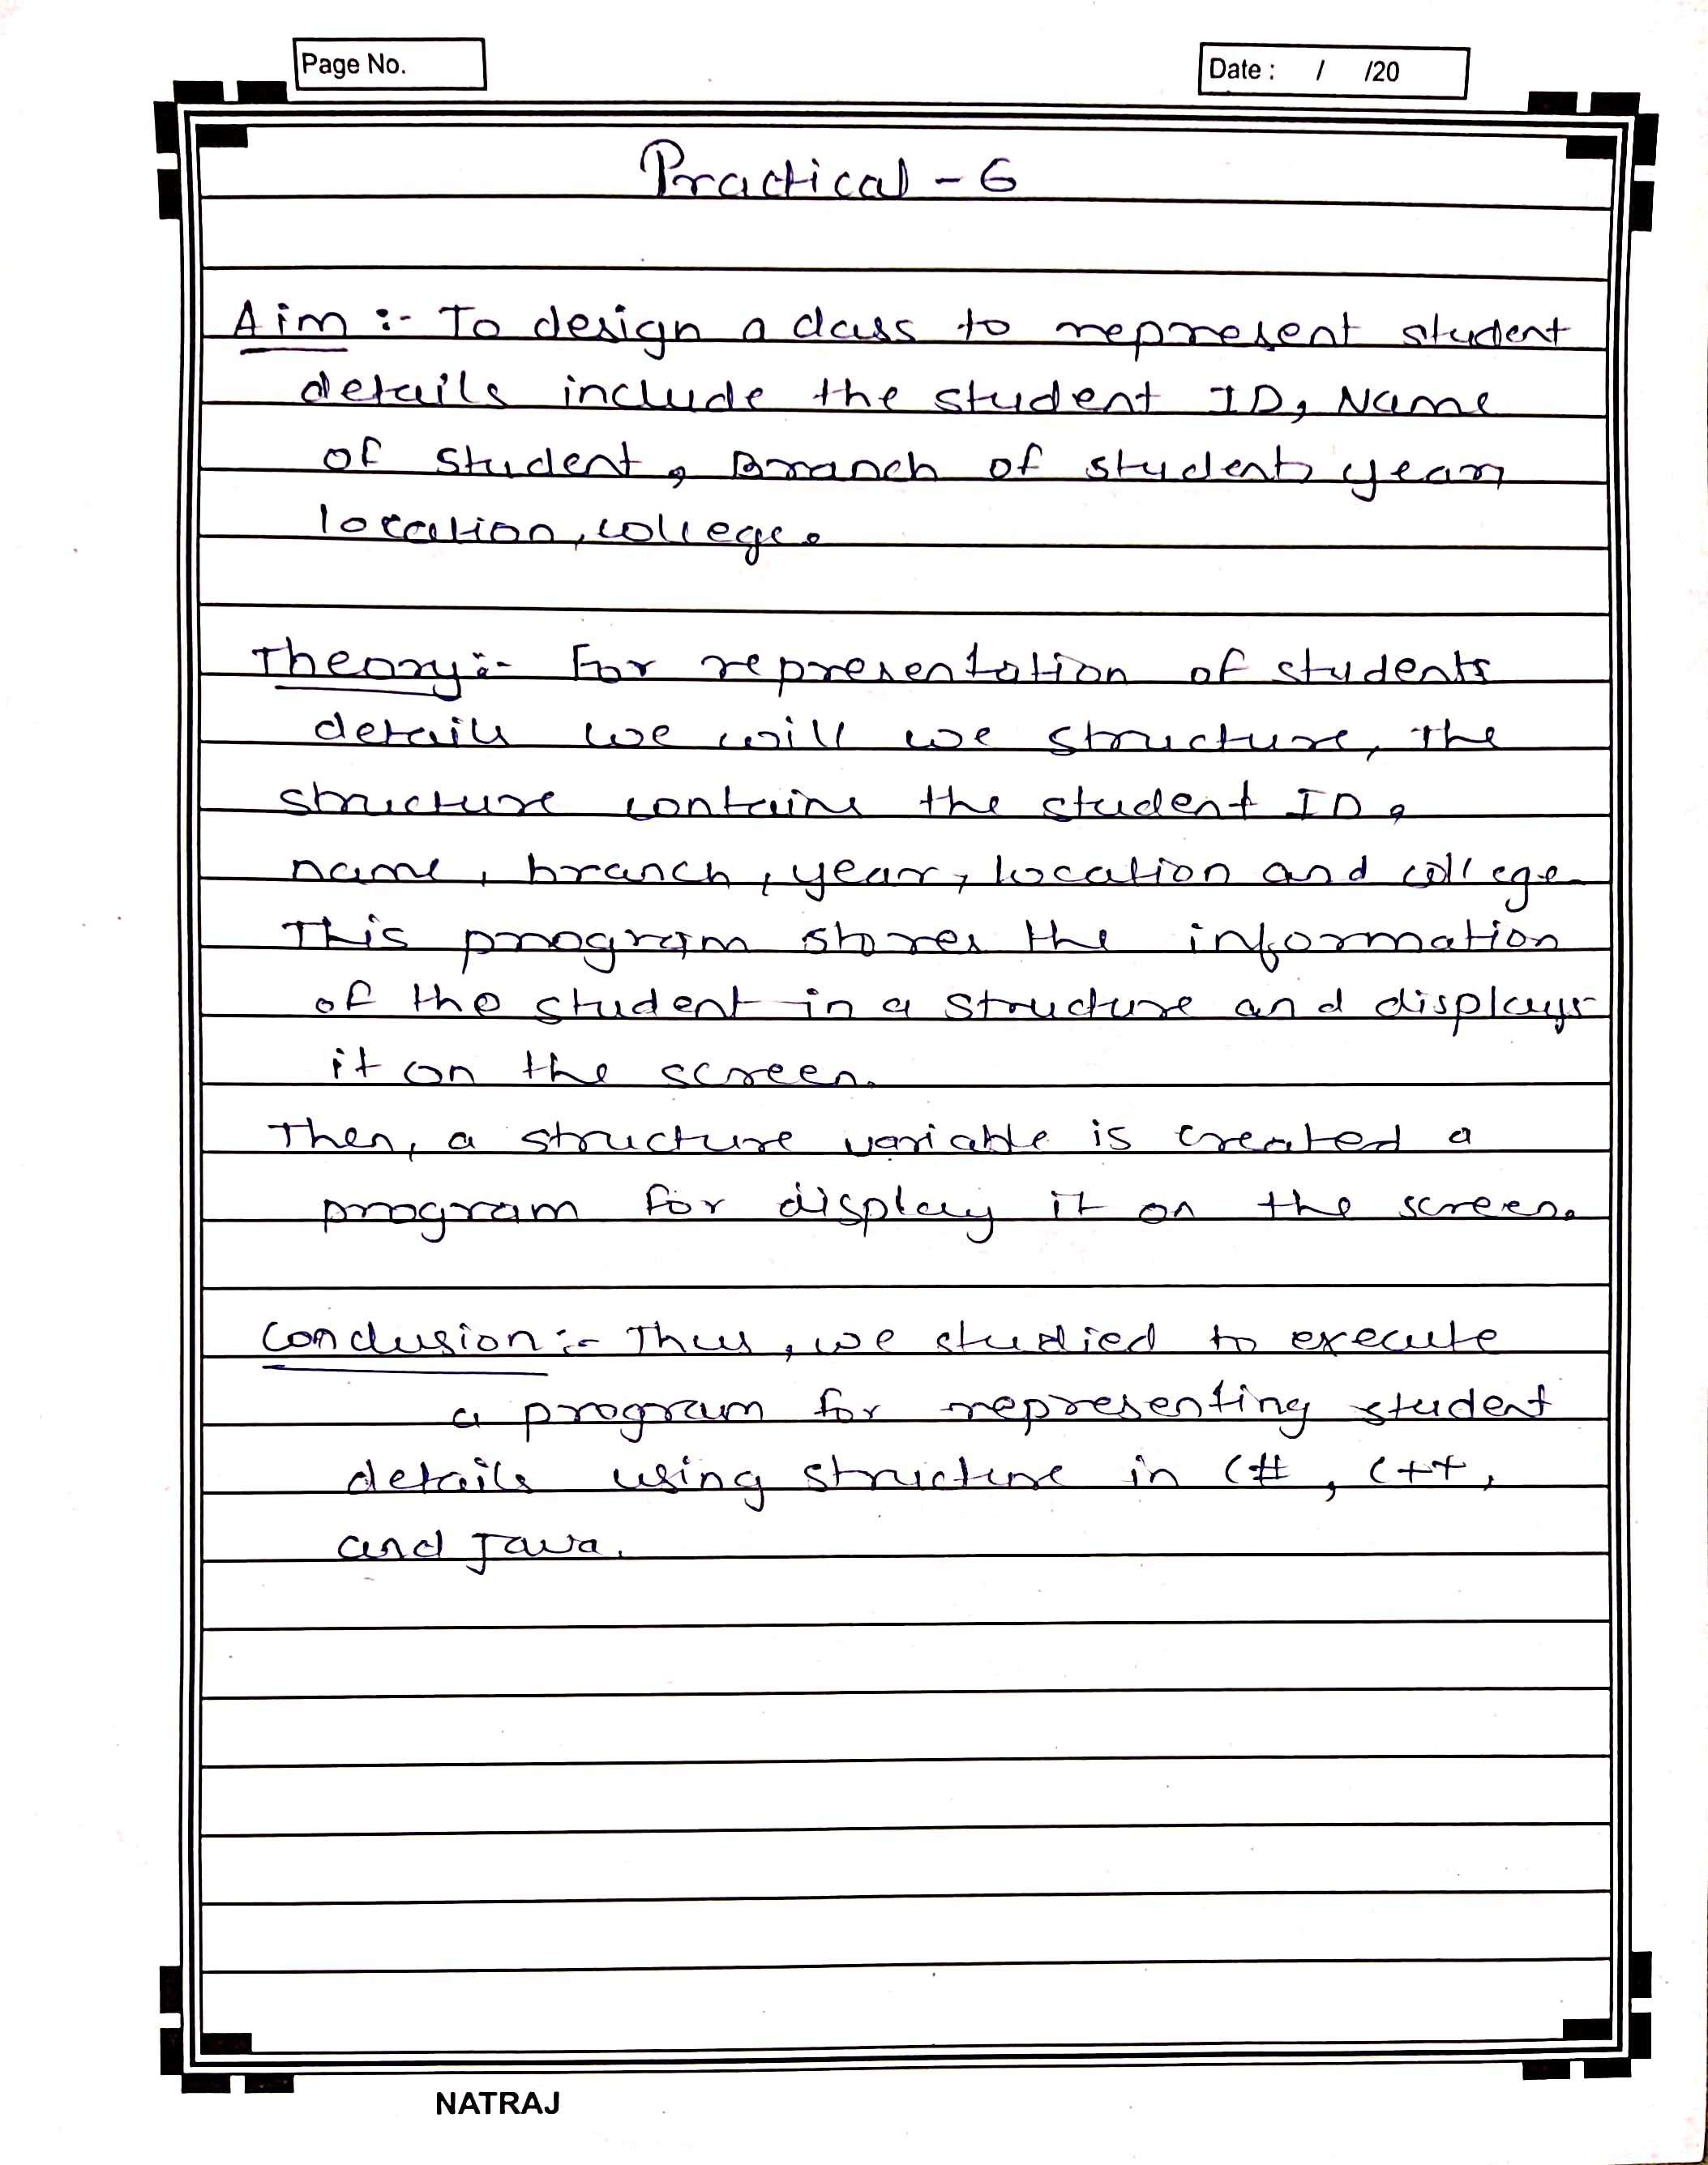 Page No.
Date : / /20
Practical - 6
Aim :- To design a class to represent student
details include the student ID, Name
of student, Branch of student, year
location, college.
Theory :- For representation of students
details we will we structure, the
structure contains the student ID,
name, branch, year, location and college
This program stores the information
of the student in a structure and displays
it on the screen.
Then, a structure variable is created a
program for display it on the screen.
Conclusion :- Thus, we studied to execute
a program for representing student
details using structure in C#, C++,
and Java.
NATRAJ